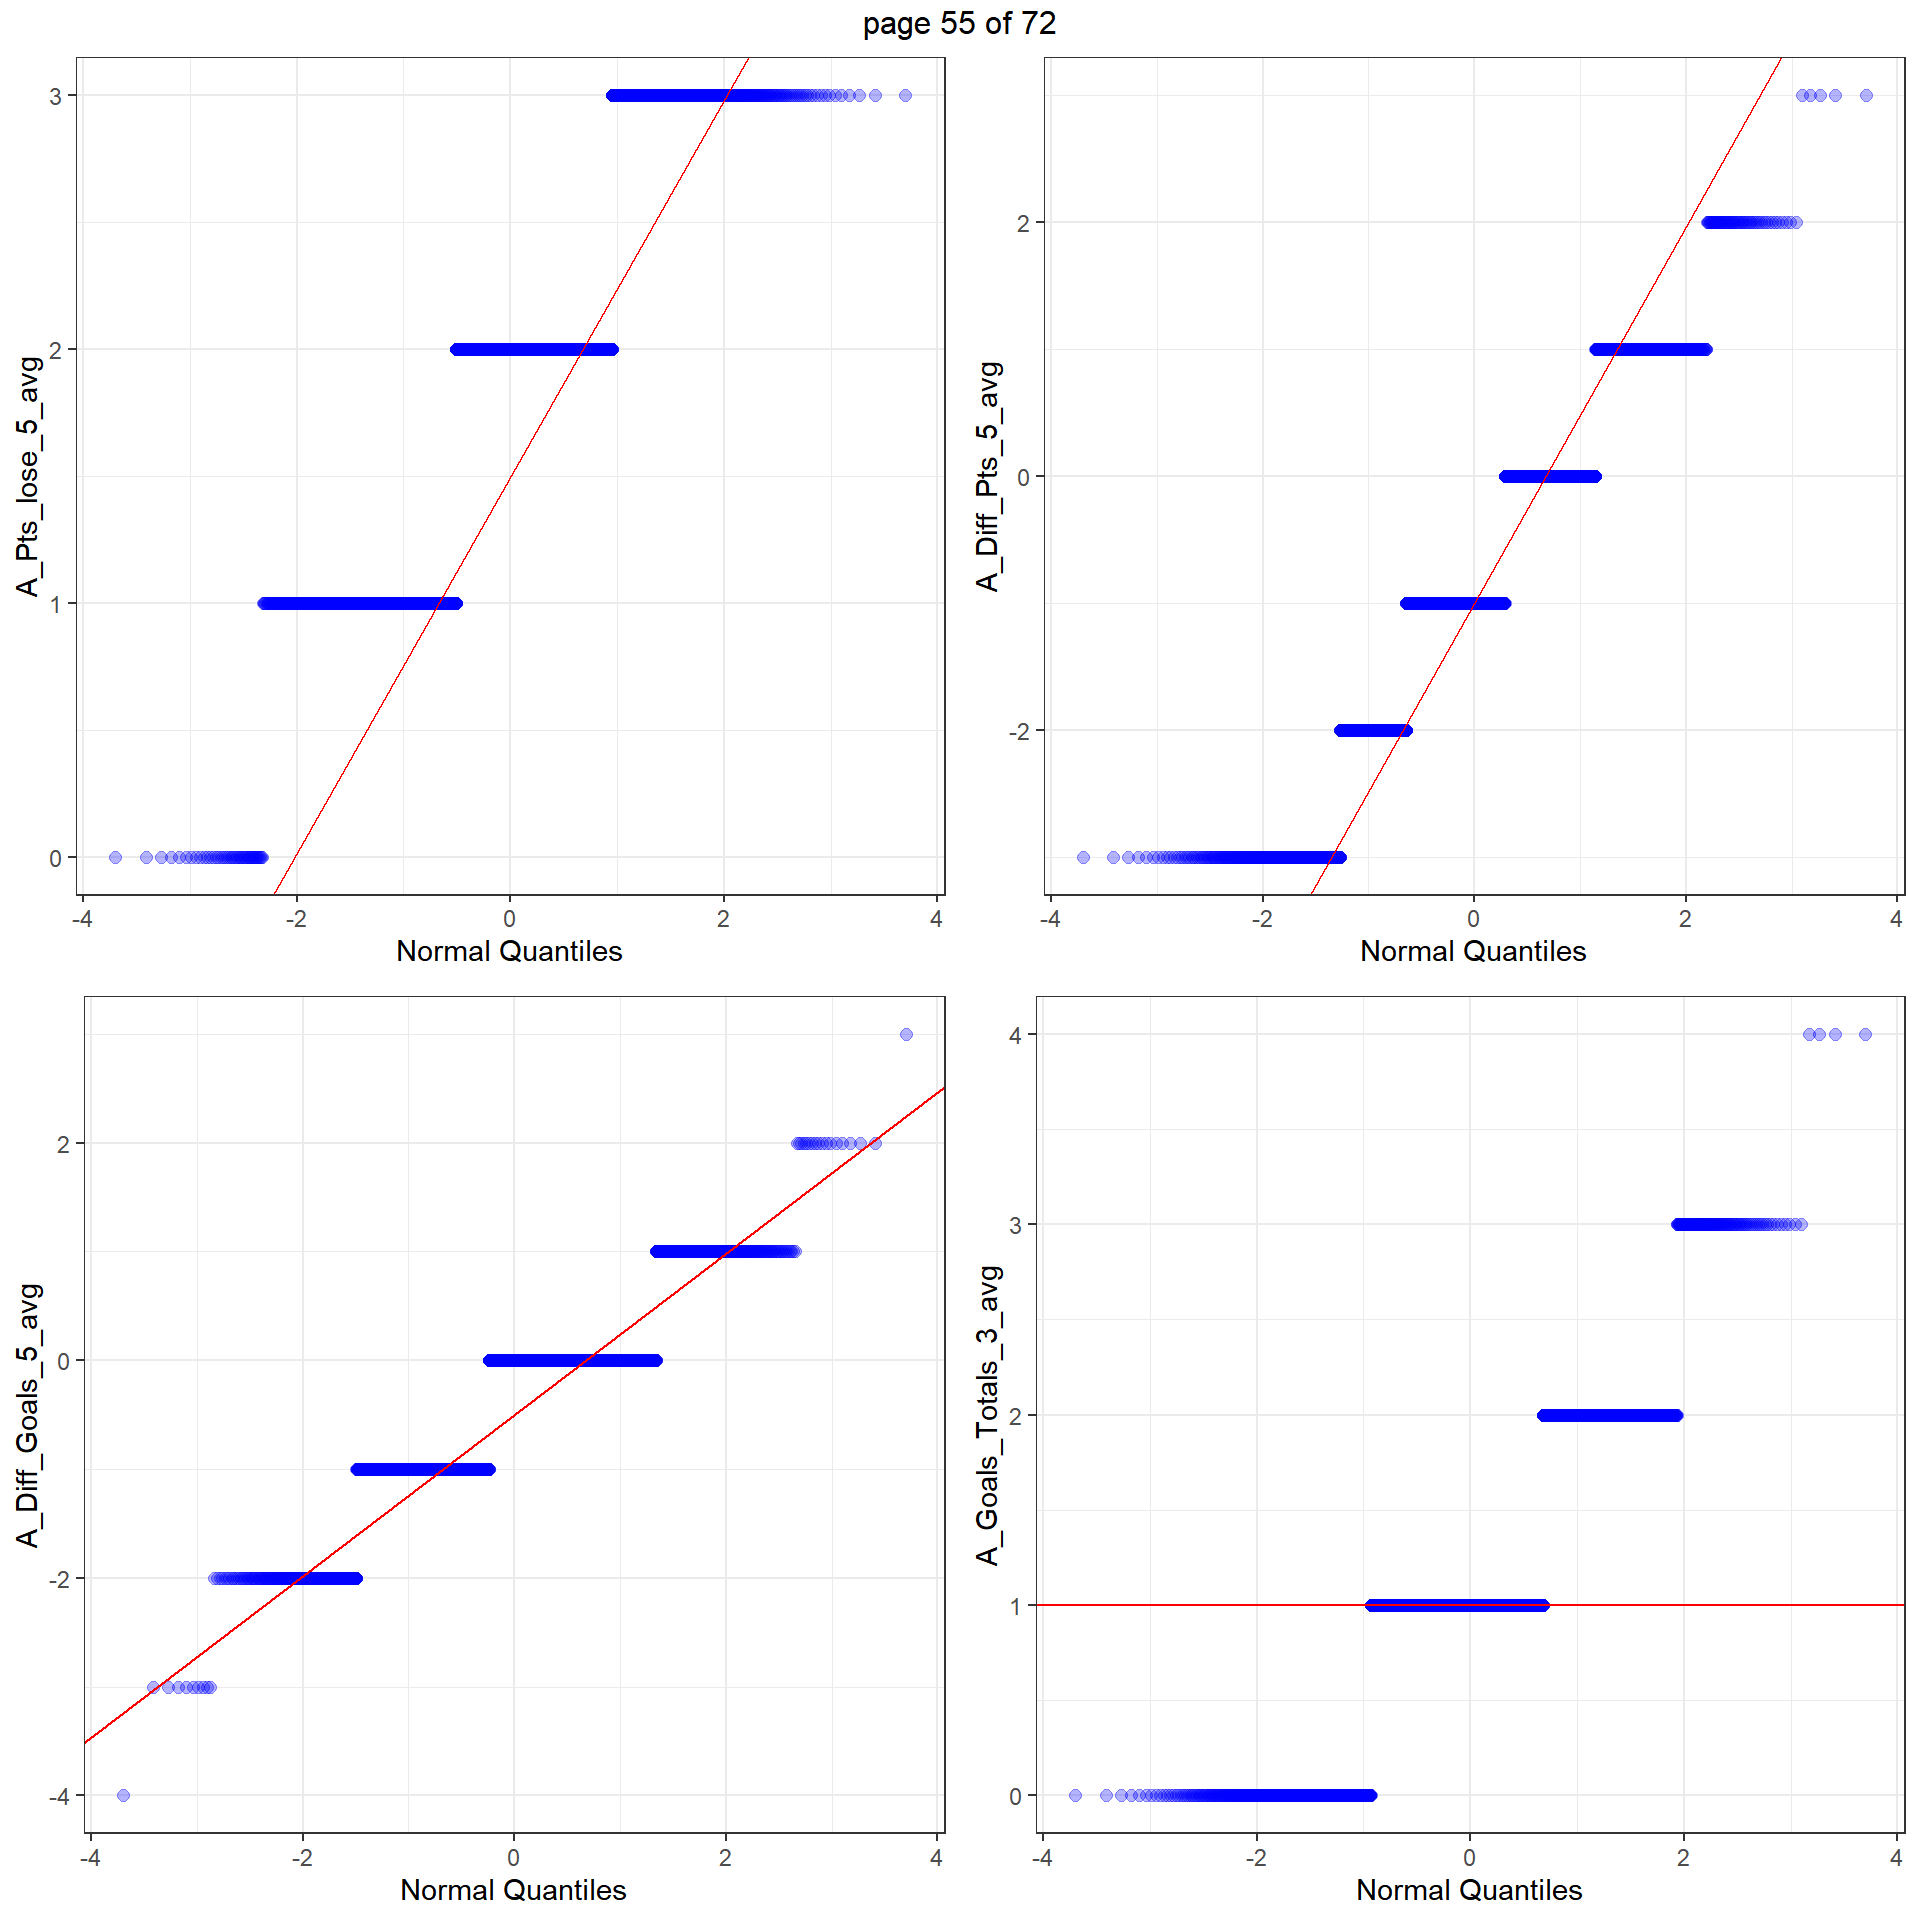 page 55 of 72
A_Pts_lose_5_avg
3
2
1
0
-4 -2 0 2 4
Normal Quantiles
A_Diff_Pts_5_avg
2
0
-2
-4 -2 0 2 4
Normal Quantiles
A_Diff_Goals_5_avg
2
0
-2
-4
-4 -2 0 2 4
Normal Quantiles
A_Goals_Totals_3_avg
4
3
2
1
0
-4 -2 0 2 4
Normal Quantiles